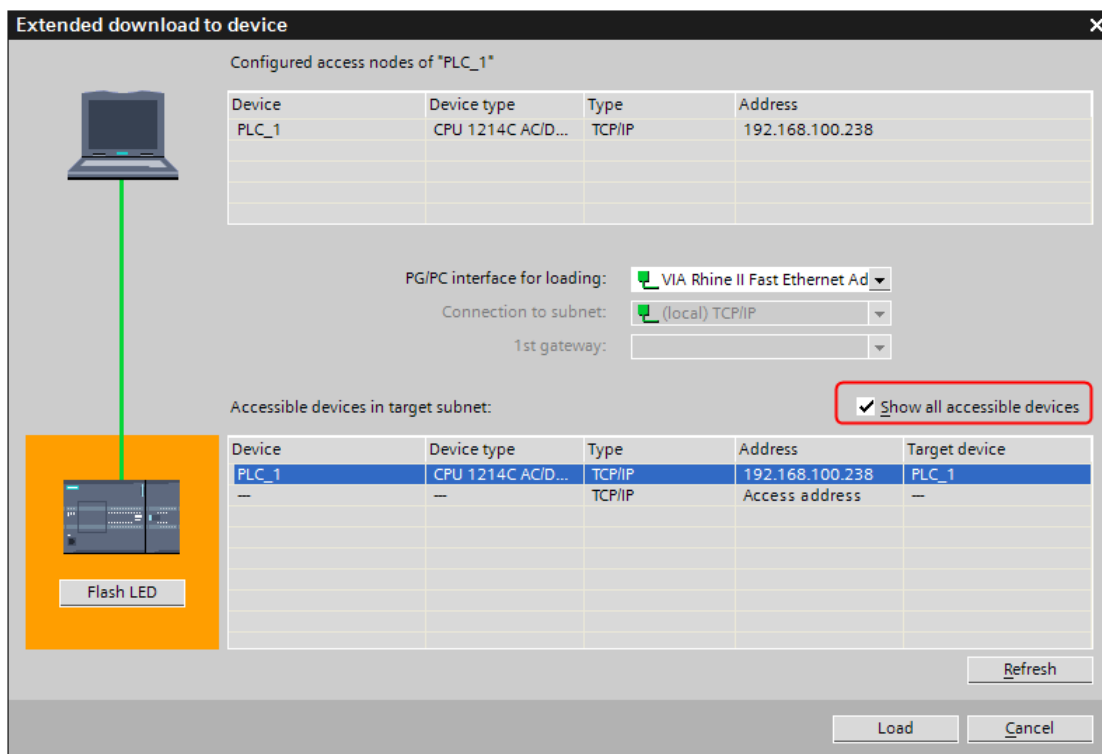 Extended download to device
Configured access nodes of "PLC_1"
Device Device type Type Address
PLC_1 CPU 1214C AC/D... TCP/IP 192.168.100.238
PG/PC interface for loading: VIA Rhine II Fast Ethernet Ad
Connection to subnet: (local) TCP/IP
1st gateway:
Accessible devices in target subnet: Show all accessible devices
Device Device type Type Address Target device
PLC_1 CPU 1214C AC/D... TCP/IP 192.168.100.238 PLC_1
— — TCP/IP Access address —
Flash LED
Refresh
Load Cancel